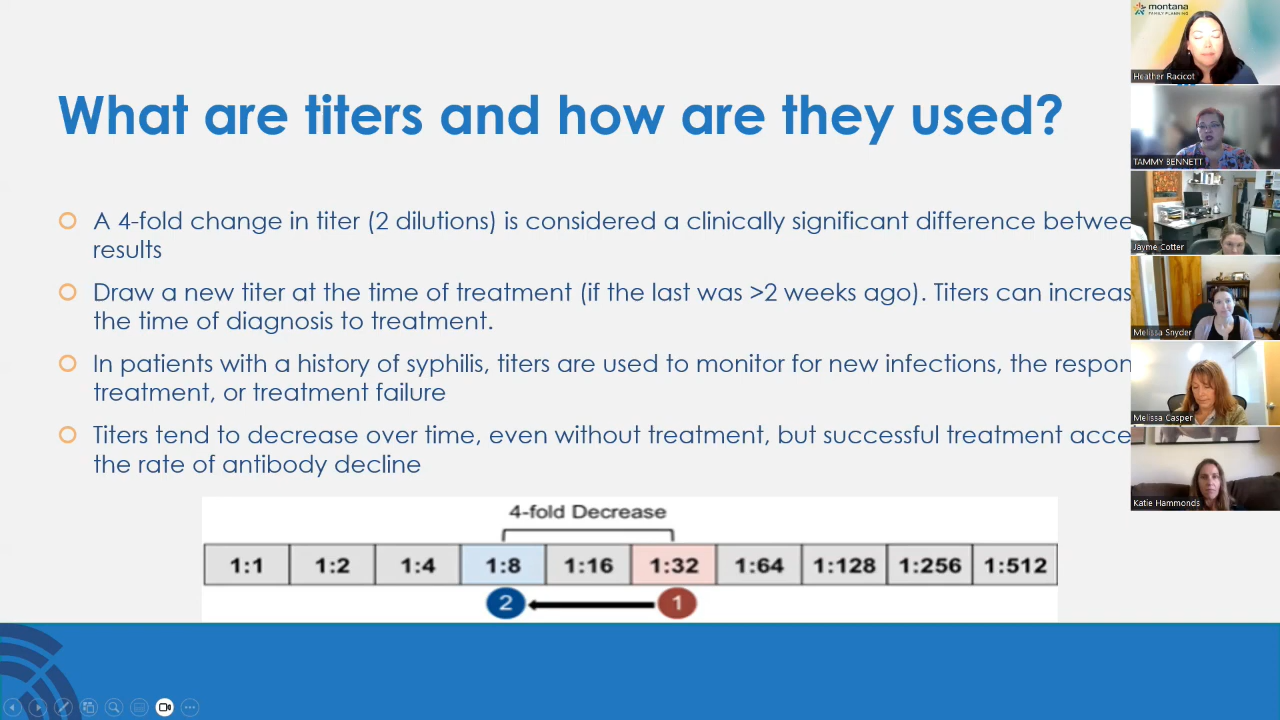 What are titers and how are they used?
A 4-fold change in titer (2 dilutions) is considered a clinically significant difference betwee
results
Draw a new titer at the time of treatment (if the last was >2 weeks ago). Titers can increas
the time of diagnosis to treatment.
In patients with a history of syphilis, titers are used to monitor for new infections, the respon
treatment, or treatment failure
Titers tend to decrease over time, even without treatment, but successful treatment acce
the rate of antibody decline
4-fold Decrease
1:1 1:2 1:4 1:8 1:16 1:32 1:64 1:128 1:256 1:512
2 1
montana
FAMILY PLANNING
Heather Racicot
TAMMY BENNETT
Jayme Cotter
Melissa Snyder
Melissa Casper
Katie Hammonds